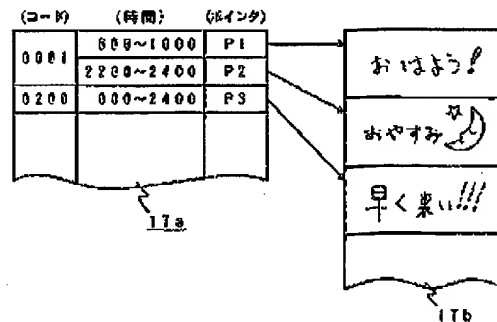 (コード) (時間) (ポインタ)
0001 600~1000 P1
2200~2400 P2
0200 000~2400 P3
おはよう!
おやすみ
早く来い!!!
17a
17b